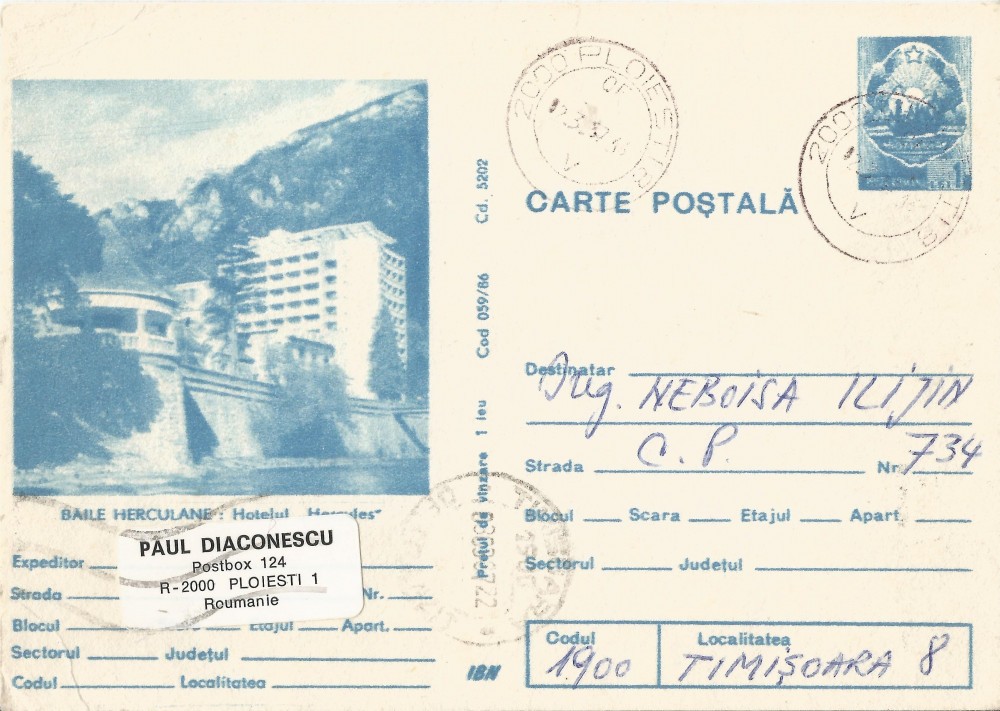 2000 PLOIESTI 8
CARTE POȘTALĂ
Cd. 5202
Cod 059/86
Prețul de vînzare 1 leu
BAILE HERCULANE : Hotelul „Hercules"
PAUL DIACONESCU
Postbox 124
R-2000 PLOIESTI 1
Roumanie
Expeditor
Strada Nr.
Blocul Etajul Apart.
Sectorul Județul
Codul Localitatea
IBN
Destinatar Ing. NEBOISA ILIJIN
Strada C.P. Nr. 734
Blocul Scara Etajul Apart.
Sectorul Județul
Codul Localitatea
1900 TIMIȘOARA 8